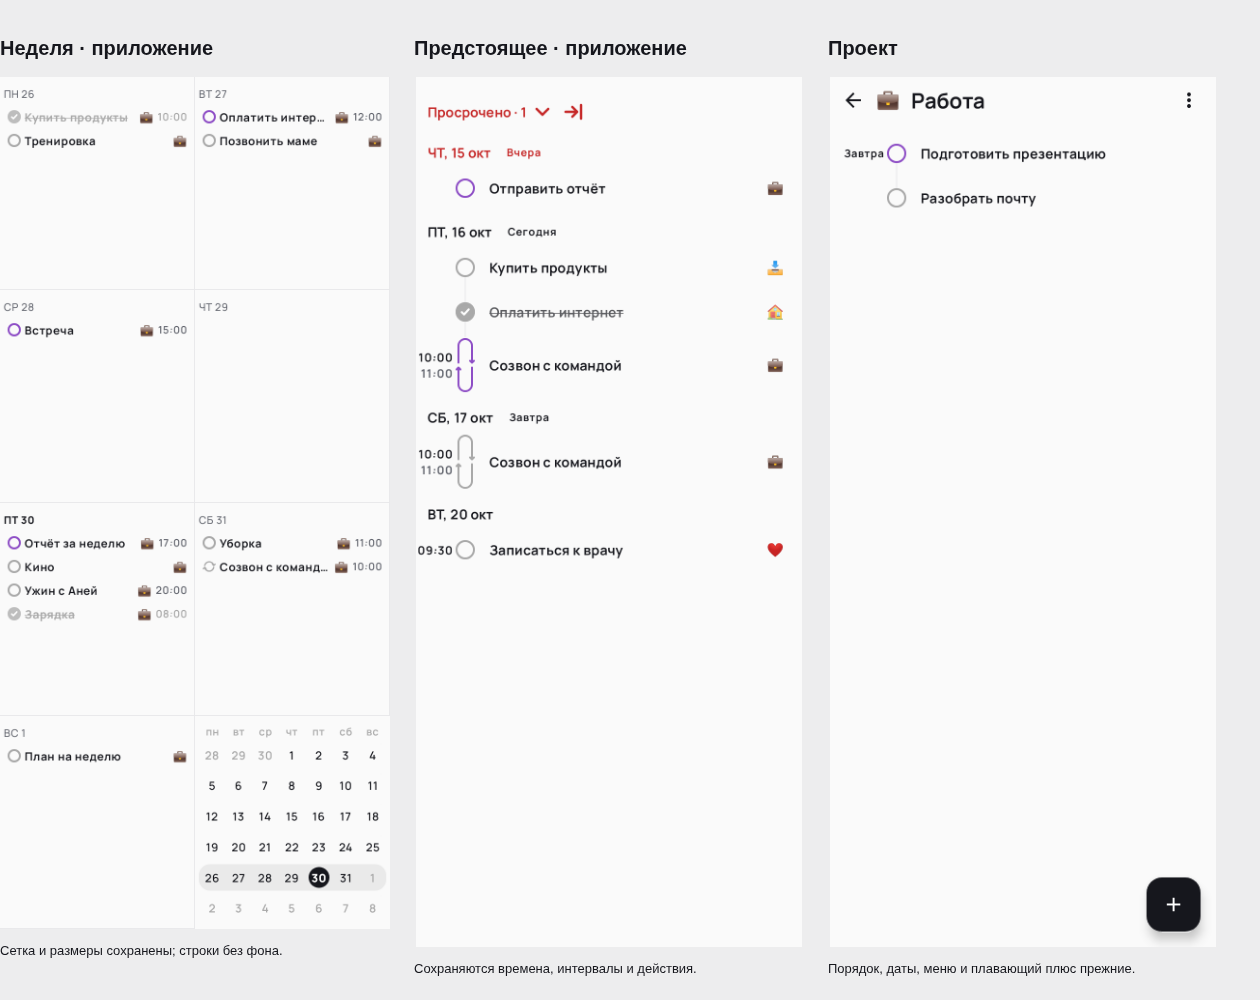 Неделя · приложение
ПН 26
Купить продукты 10:00
Тренировка
ВТ 27
Оплатить интер... 12:00
Позвонить маме
СР 28
Встреча 15:00
ЧТ 29
ПТ 30
Отчёт за неделю 17:00
Кино
Ужин с Аней 20:00
Зарядка 08:00
СБ 31
Уборка 11:00
Созвон с команд... 10:00
ВС 1
План на неделю
пн вт ср чт пт сб вс
28 29 30 1 2 3 4
5 6 7 8 9 10 11
12 13 14 15 16 17 18
19 20 21 22 23 24 25
26 27 28 29 30 31 1
2 3 4 5 6 7 8
Сетка и размеры сохранены; строки без фона.
Предстоящее · приложение
Просрочено · 1
ЧТ, 15 окт Вчера
Отправить отчёт
ПТ, 16 окт Сегодня
Купить продукты
Оплатить интернет
10:00
11:00
Созвон с командой
СБ, 17 окт Завтра
10:00
11:00
Созвон с командой
ВТ, 20 окт
09:30 Записаться к врачу
Сохраняются времена, интервалы и действия.
Проект
Работа
Завтра Подготовить презентацию
Разобрать почту
Порядок, даты, меню и плавающий плюс прежние.